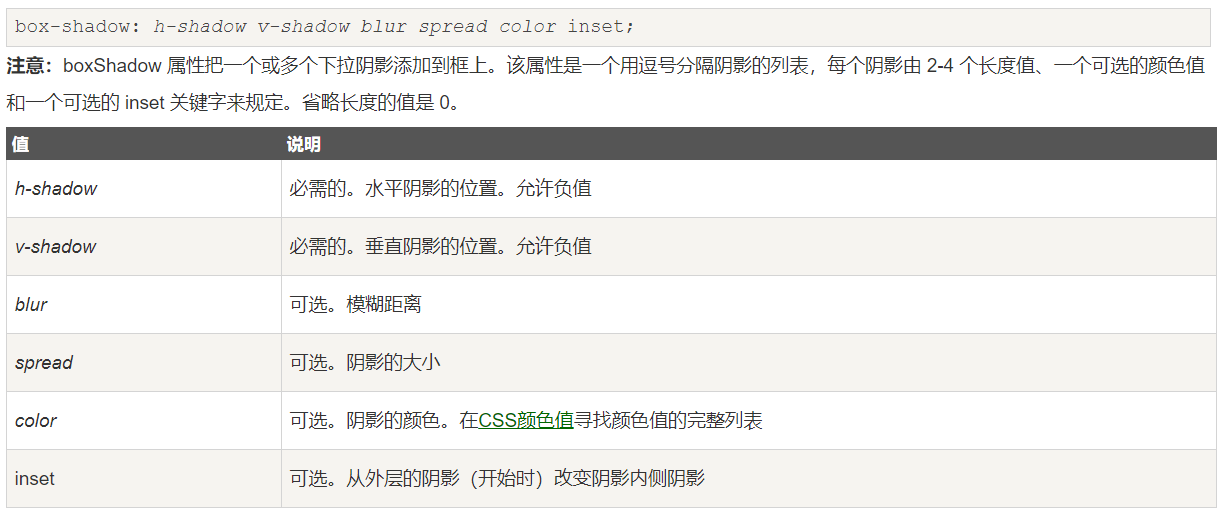 box-shadow: h-shadow v-shadow blur spread color inset;
注意：boxShadow 属性把一个或多个下拉阴影添加到框上。该属性是一个用逗号分隔阴影的列表，每个阴影由 2-4 个长度值、一个可选的颜色值
和一个可选的 inset 关键字来规定。省略长度的值是 0。
值 说明
h-shadow 必需的。水平阴影的位置。允许负值
v-shadow 必需的。垂直阴影的位置。允许负值
blur 可选。模糊距离
spread 可选。阴影的大小
color 可选。阴影的颜色。在CSS颜色值寻找颜色值的完整列表
inset 可选。从外层的阴影（开始时）改变阴影内侧阴影